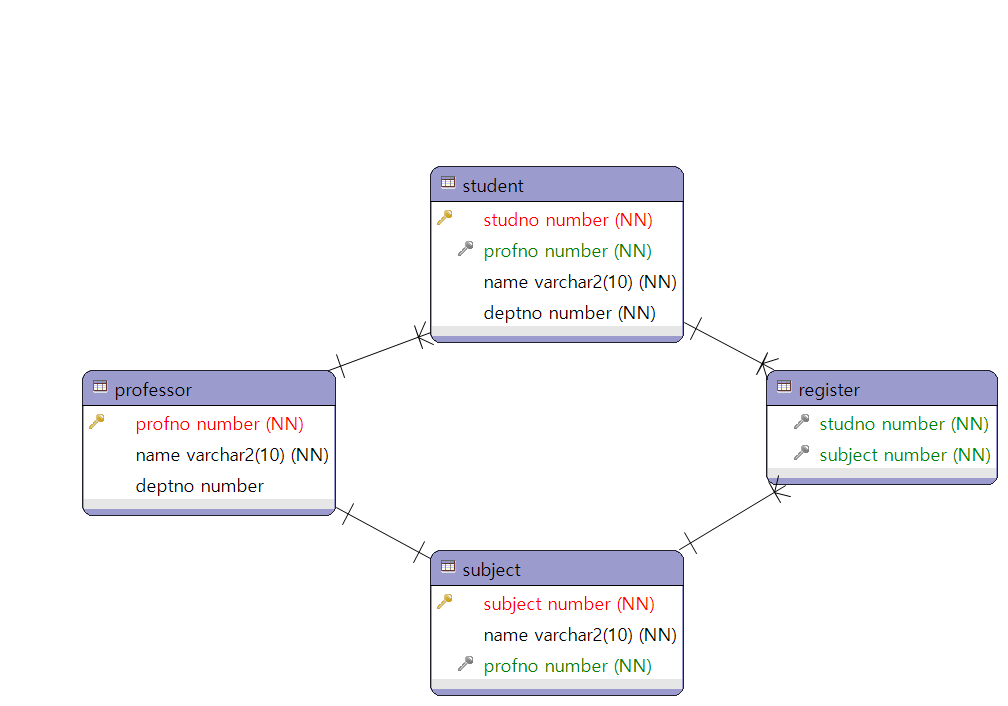 student
studno number (NN)
profno number (NN)
name varchar2(10) (NN)
deptno number (NN)
professor
profno number (NN)
name varchar2(10) (NN)
deptno number
register
studno number (NN)
subject number (NN)
subject
subject number (NN)
name varchar2(10) (NN)
profno number (NN)